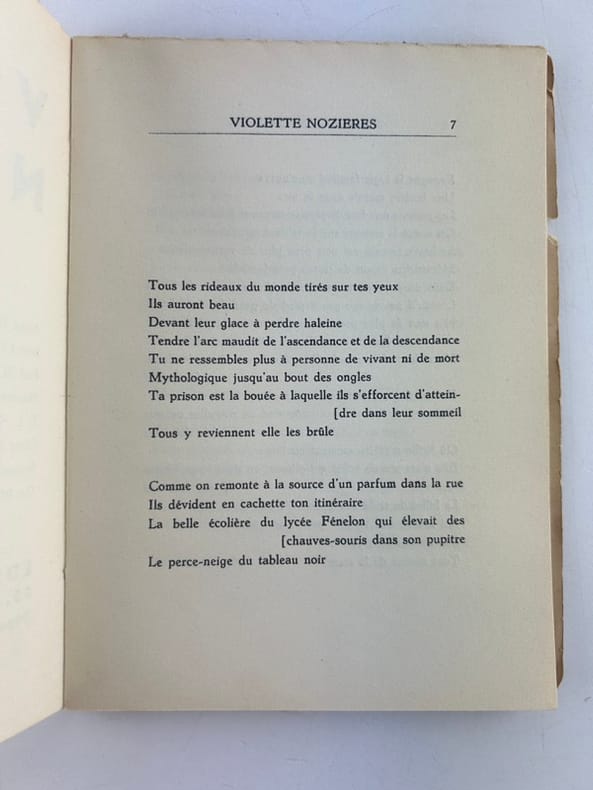 VIOLETTE NOZIERES 7
Tous les rideaux du monde tirés sur tes yeux
Ils auront beau
Devant leur glace à perdre haleine
Tendre l'arc maudit de l'ascendance et de la descendance
Tu ne ressembles plus à personne de vivant ni de mort
Mythologique jusqu'au bout des ongles
Ta prison est la bouée à laquelle ils s'efforcent d'attein-
[dre dans leur sommeil
Tous y reviennent elle les brûle
Comme on remonte à la source d'un parfum dans la rue
Ils dévident en cachette ton itinéraire
La belle écolière du lycée Fénelon qui élevait des
[chauves-souris dans son pupitre
Le perce-neige du tableau noir